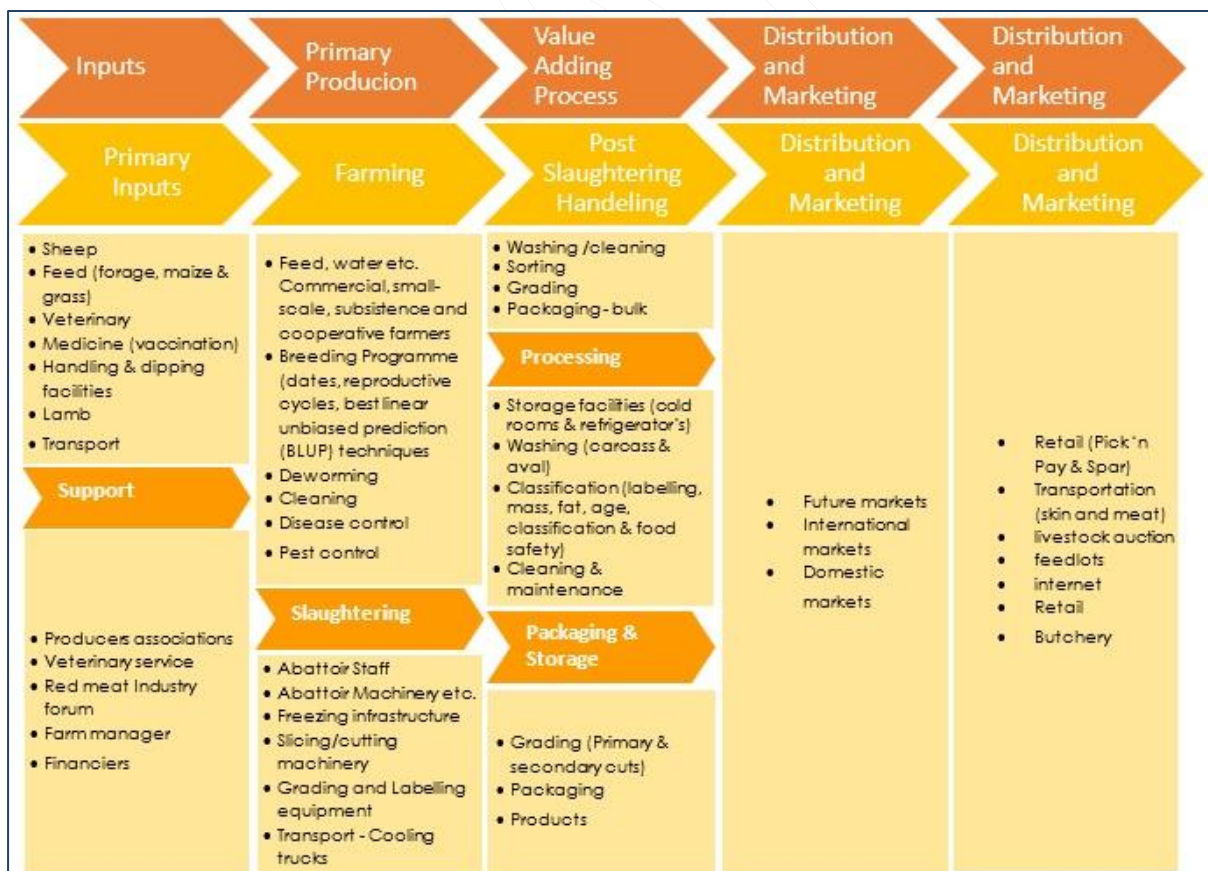 Inputs
Primary
Producion
Value
Adding
Process
Distribution
and
Marketing
Distribution
and
Marketing
Primary
Inputs
Farming
Post
Slaughtering
Handeling
Distribution
and
Marketing
Distribution
and
Marketing
• Sheep
• Feed (forage, maize &
grass)
• Veterinary
• Medicine (vaccination)
• Handling & dipping
facilities
• Lamb
• Transport
Support
• Producers associations
• Veterinary service
• Red meat Industry
forum
• Farm manager
• Financiers
• Feed, water etc.
Commercial, small-
scale, subsistence and
cooperative farmers
• Breeding Programme
(dates, reproductive
cycles, best linear
unbiased prediction
(BLUP) techniques
• Deworming
• Cleaning
• Disease control
• Pest control
Slaughtering
• Abattoir Staff
• Abattoir Machinery etc.
• Freezing infrastructure
• Slicing/cutting
machinery
• Grading and Labelling
equipment
• Transport - Cooling
trucks
• Washing /cleaning
• Sorting
• Grading
• Packaging - bulk
Processing
• Storage facilities (cold
rooms & refrigerator's)
• Washing (carcass &
aval)
• Classification (labelling,
mass, fat, age,
classification & food
safety)
• Cleaning &
maintenance
Packaging &
Storage
• Grading (Primary &
secondary cuts)
• Packaging
• Products
• Future markets
• International
markets
• Domestic
markets
• Retail (Pick 'n
Pay & Spar)
• Transportation
(skin and meat)
• livestock auction
• feedlots
• internet
• Retail
• Butchery